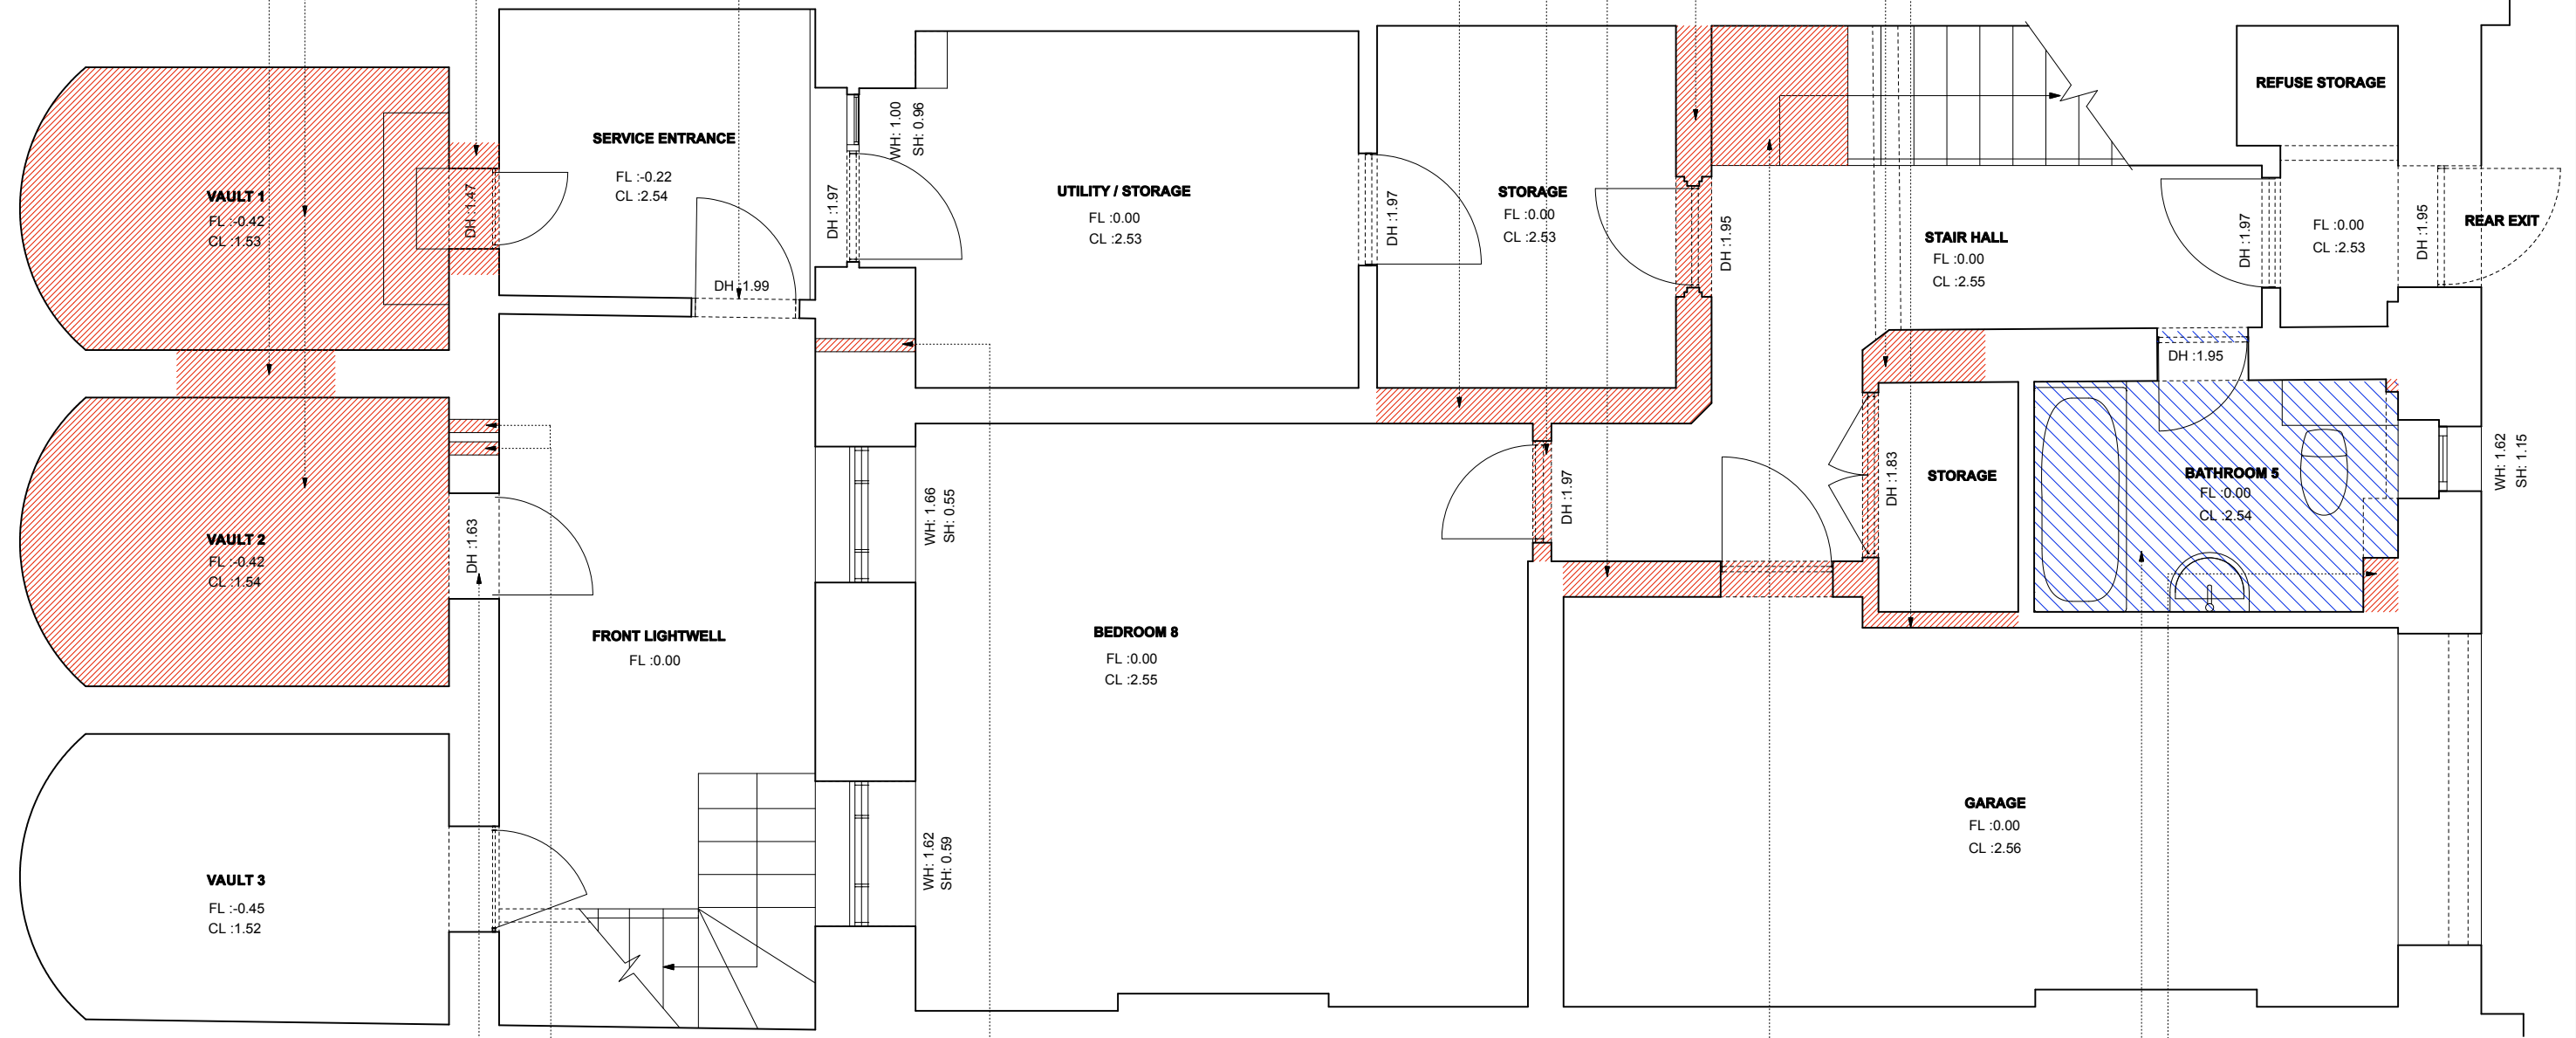 VAULT 1
FL :-0.42
CL :1.53
DH :1.47
SERVICE ENTRANCE
FL :-0.22
CL :2.54
DH :1.99
DH :1.97
WH: 1.00
SH: 0.96
UTILITY / STORAGE
FL :0.00
CL :2.53
DH :1.97
STORAGE
FL :0.00
CL :2.53
DH :1.95
STAIR HALL
FL :0.00
CL :2.55
DH :1.97
REFUSE STORAGE
FL :0.00
CL :2.53
DH :1.95
REAR EXIT
VAULT 2
FL :-0.42
CL :1.54
DH :1.63
FRONT LIGHTWELL
FL :0.00
WH: 1.66
SH: 0.55
BEDROOM 8
FL :0.00
CL :2.55
DH :1.97
DH :1.83
STORAGE
DH :1.95
BATHROOM 5
FL :0.00
CL :2.54
WH: 1.62
SH: 1.15
VAULT 3
FL :-0.45
CL :1.52
WH: 1.62
SH: 0.59
GARAGE
FL :0.00
CL :2.56